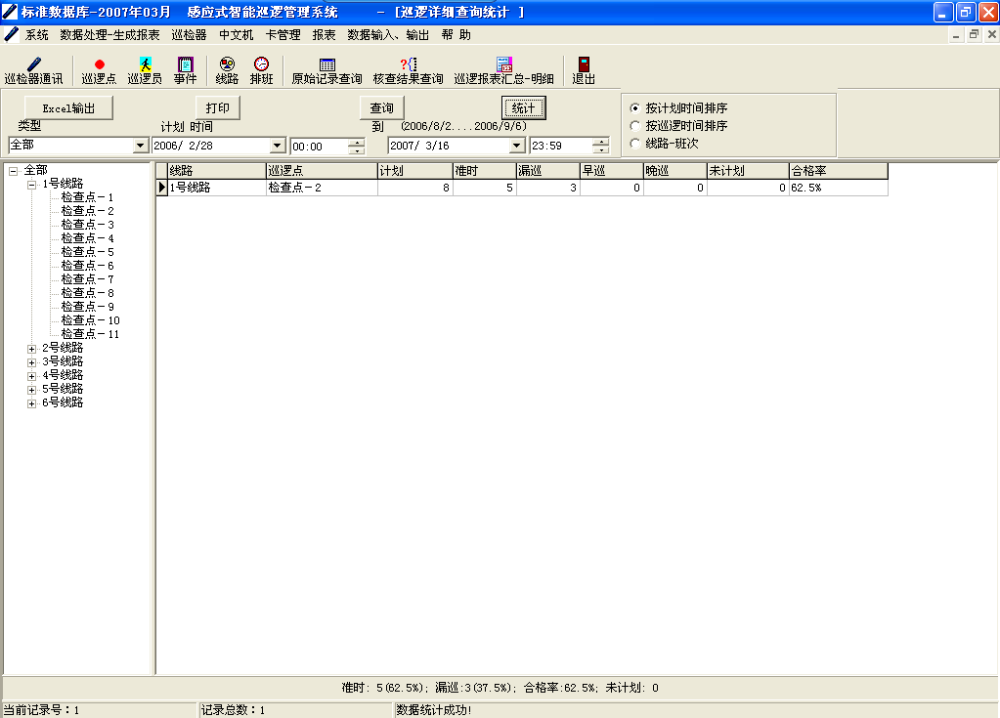 标准数据库-2007年03月 感应式智能巡逻管理系统 - [巡逻详细查询统计 ]
系统 数据处理-生成报表 巡检器 中文机 卡管理 报表 数据输入、输出 帮 助
巡检器通讯 巡逻点 巡逻员 事件 线路 排班 原始记录查询 核查结果查询 巡逻报表汇总-明细 退出
Excel输出 打印 查询 统计
类型 计划 时间 到 (2006/8/2....2006/9/6)
全部 2006/ 2/28 00:00 2007/ 3/16 23:59
按计划时间排序
按巡逻时间排序
线路-班次
全部
1号线路
检查点－1
检查点－2
检查点－3
检查点－4
检查点－5
检查点－6
检查点－7
检查点－8
检查点－9
检查点－10
检查点－11
2号线路
3号线路
4号线路
5号线路
6号线路
线路 巡逻点 计划 准时 漏巡 早巡 晚巡 未计划 合格率
1号线路 检查点－2 8 5 3 0 0 0 62.5%
准时: 5(62.5%); 漏巡:3(37.5%); 合格率:62.5%; 未计划: 0
当前记录号：1 记录总数：1 数据统计成功!